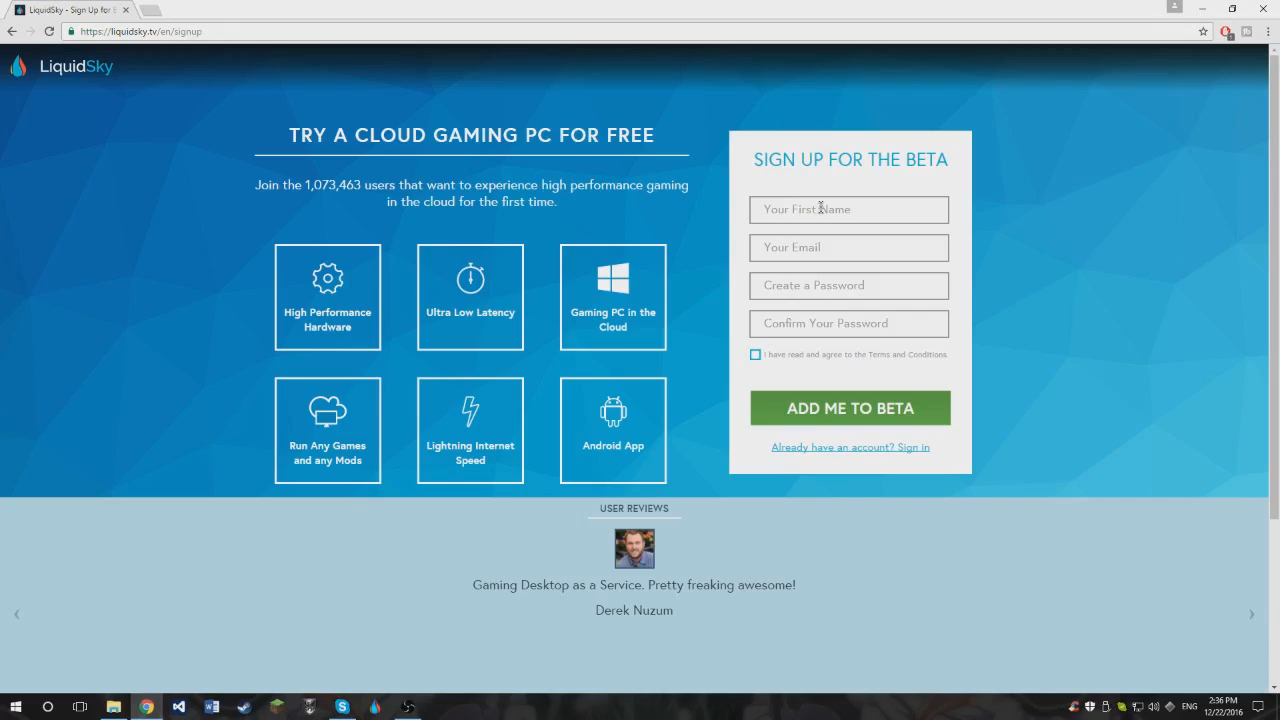 LiquidSky - Sign Up for E
https://liquidsky.tv/en/signup
LiquidSky
TRY A CLOUD GAMING PC FOR FREE
Join the 1,073,463 users that want to experience high performance gaming
in the cloud for the first time.
High Performance
Hardware
Ultra Low Latency
Gaming PC in the
Cloud
Run Any Games
and any Mods
Lightning Internet
Speed
Android App
SIGN UP FOR THE BETA
Your First Name
Your Email
Create a Password
Confirm Your Password
I have read and agree to the Terms and Conditions.
ADD ME TO BETA
Already have an account? Sign in
USER REVIEWS
Gaming Desktop as a Service. Pretty freaking awesome!
Derek Nuzum
ENG
2:36 PM
12/22/2016